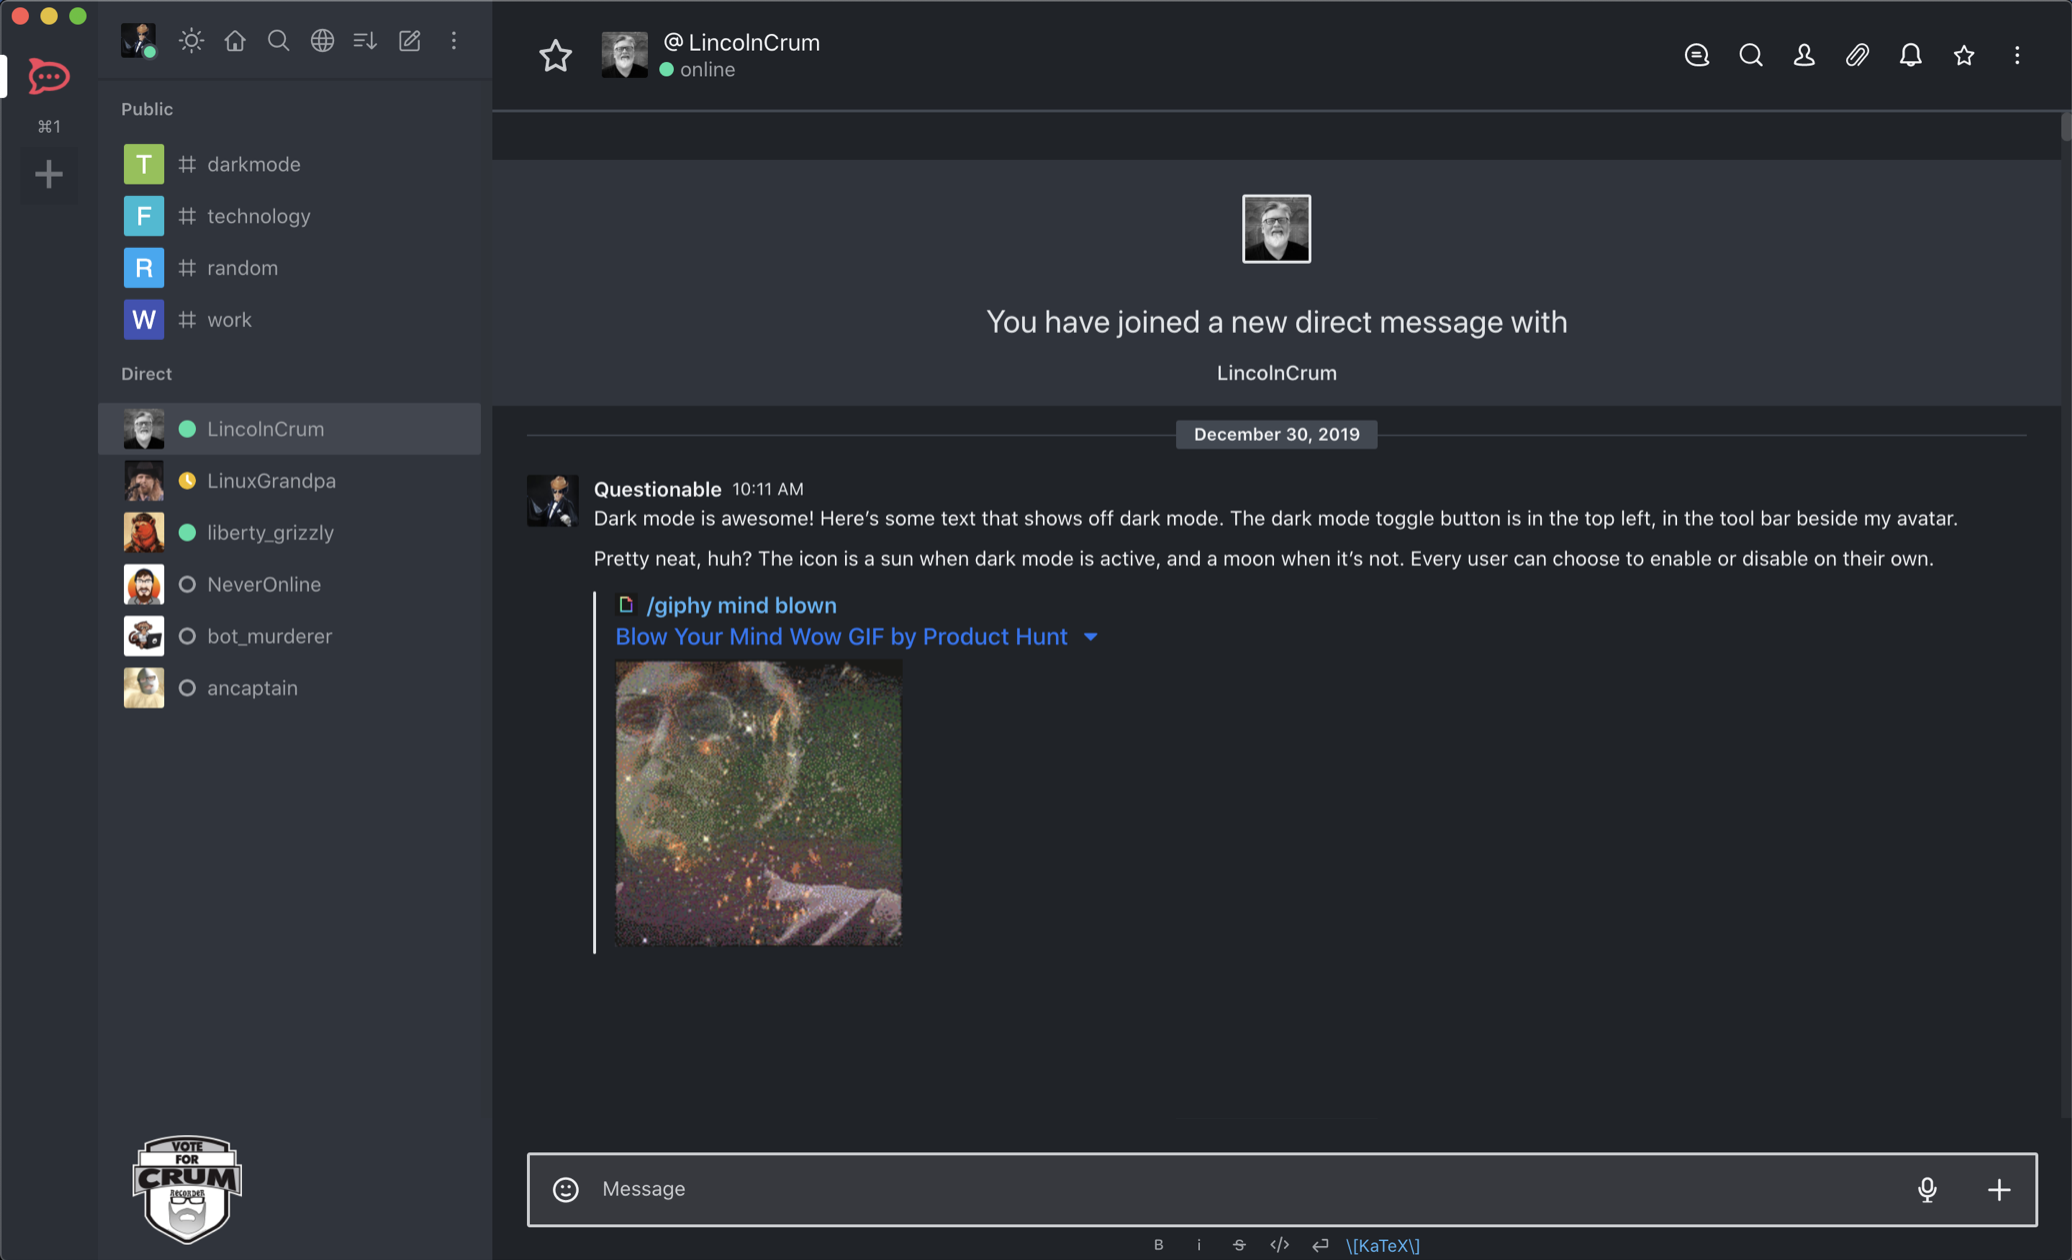 ⌘1
Public
T # darkmode
F # technology
R # random
W # work
Direct
LincolnCrum
LinuxGrandpa
liberty_grizzly
NeverOnline
bot_murderer
ancaptain
VOTE
FOR
CRUM
RECORDER
@ LincolnCrum
online
You have joined a new direct message with
LincolnCrum
December 30, 2019
Questionable 10:11 AM
Dark mode is awesome! Here’s some text that shows off dark mode. The dark mode toggle button is in the top left, in the tool bar beside my avatar.
Pretty neat, huh? The icon is a sun when dark mode is active, and a moon when it’s not. Every user can choose to enable or disable on their own.
/giphy mind blown
Blow Your Mind Wow GIF by Product Hunt
Message
B i S </> \[KaTeX\]